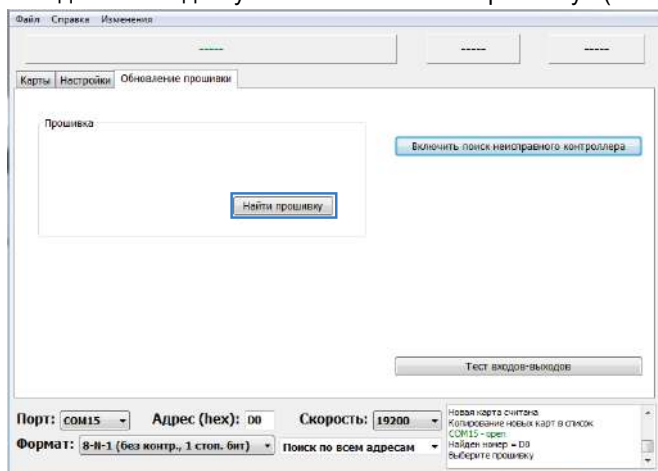 Файл Справка Изменения
----- ----- -----
Карты Настройки Обновление прошивки
Прошивка
Включить поиск неисправного контроллера
Найти прошивку
Тест входов-выходов
Порт: COM15 Адрес (hex): D0 Скорость: 19200
Формат: 8-N-1 (без контр., 1 стоп. бит) Поиск по всем адресам
Новая карта считана
Копирование новых карт в список
COM15 - open
Найден номер = D0
Выберите прошивку